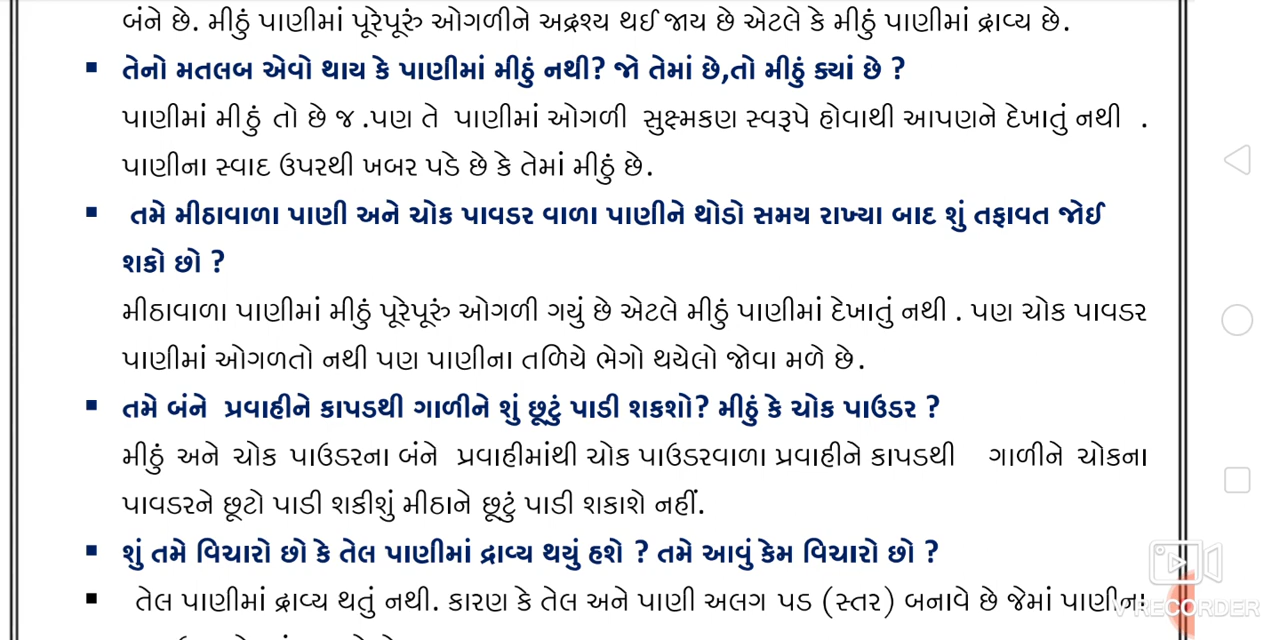 બંને છે. મીઠું પાણીમાં પૂરેપૂરું ઓગળીને અદ્રશ્ય થઈ જાય છે એટલે કે મીઠું પાણીમાં દ્રાવ્ય છે.
▪ તેનો મતલબ એવો થાય કે પાણીમાં મીઠું નથી? જો તેમાં છે,તો મીઠું ક્યાં છે ?
પાણીમાં મીઠું તો છે જ .પણ તે પાણીમાં ઓગળી સુક્ષ્મકણ સ્વરૂપે હોવાથી આપણને દેખાતું નથી .
પાણીના સ્વાદ ઉપરથી ખબર પડે છે કે તેમાં મીઠું છે.
▪ તમે મીઠાવાળા પાણી અને ચોક પાવડર વાળા પાણીને થોડો સમય રાખ્યા બાદ શું તફાવત જોઈ
શકો છો ?
મીઠાવાળા પાણીમાં મીઠું પૂરેપૂરું ઓગળી ગયું છે એટલે મીઠું પાણીમાં દેખાતું નથી . પણ ચોક પાવડર
પાણીમાં ઓગળતો નથી પણ પાણીના તળિયે ભેગો થયેલો જોવા મળે છે.
▪ તમે બંને પ્રવાહીને કાપડથી ગાળીને શું છૂટું પાડી શકશો? મીઠું કે ચોક પાઉડર ?
મીઠું અને ચોક પાઉડરના બંને પ્રવાહીમાંથી ચોક પાઉડરવાળા પ્રવાહીને કાપડથી ગાળીને ચોકના
પાવડરને છૂટો પાડી શકીશું મીઠાને છૂટું પાડી શકાશે નહીં.
▪ શું તમે વિચારો છો કે તેલ પાણીમાં દ્રાવ્ય થયું હશે ? તમે આવું કેમ વિચારો છો ?
▪ તેલ પાણીમાં દ્રાવ્ય થતું નથી. કારણ કે તેલ અને પાણી અલગ પડ (સ્તર) બનાવે છે જેમાં પાણીના
V RECORDER